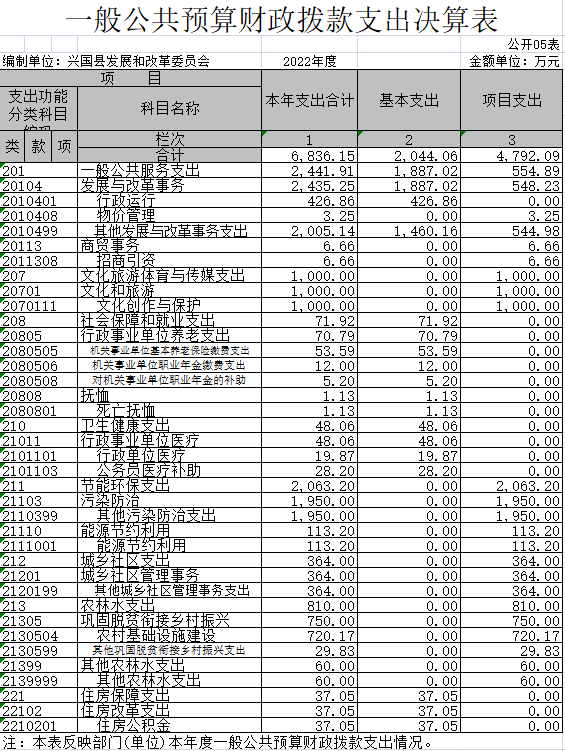 一般公共预算财政拨款支出决算表
公开05表
编制单位：兴国县发展和改革委员会 2022年度 金额单位：万元
项 目 本年支出合计 基本支出 项目支出
支出功能分类科目 科目名称
类 款 项 栏次 1 2 3
合计 6,836.15 2,044.06 4,792.09
201 一般公共服务支出 2,441.91 1,887.02 554.89
20104 发展与改革事务 2,435.25 1,887.02 548.23
2010401 行政运行 426.86 426.86 0.00
2010408 物价管理 3.25 0.00 3.25
2010499 其他发展与改革事务支出 2,005.14 1,460.16 544.98
20113 商贸事务 6.66 0.00 6.66
2011308 招商引资 6.66 0.00 6.66
207 文化旅游体育与传媒支出 1,000.00 0.00 1,000.00
20701 文化和旅游 1,000.00 0.00 1,000.00
2070111 文化创作与保护 1,000.00 0.00 1,000.00
208 社会保障和就业支出 71.92 71.92 0.00
20805 行政事业单位养老支出 70.79 70.79 0.00
2080505 机关事业单位基本养老保险缴费支出 53.59 53.59 0.00
2080506 机关事业单位职业年金缴费支出 12.00 12.00 0.00
2080508 对机关事业单位职业年金的补助 5.20 5.20 0.00
20808 抚恤 1.13 1.13 0.00
2080801 死亡抚恤 1.13 1.13 0.00
210 卫生健康支出 48.06 48.06 0.00
21011 行政事业单位医疗 48.06 48.06 0.00
2101101 行政单位医疗 19.87 19.87 0.00
2101103 公务员医疗补助 28.20 28.20 0.00
211 节能环保支出 2,063.20 0.00 2,063.20
21103 污染防治 1,950.00 0.00 1,950.00
2110399 其他污染防治支出 1,950.00 0.00 1,950.00
21110 能源节约利用 113.20 0.00 113.20
2111001 能源节约利用 113.20 0.00 113.20
212 城乡社区支出 364.00 0.00 364.00
21201 城乡社区管理事务 364.00 0.00 364.00
2120199 其他城乡社区管理事务支出 364.00 0.00 364.00
213 农林水支出 810.00 0.00 810.00
21305 巩固脱贫衔接乡村振兴 750.00 0.00 750.00
2130504 农村基础设施建设 720.17 0.00 720.17
2130599 其他巩固脱贫衔接乡村振兴支出 29.83 0.00 29.83
21399 其他农林水支出 60.00 0.00 60.00
2139999 其他农林水支出 60.00 0.00 60.00
221 住房保障支出 37.05 37.05 0.00
22102 住房改革支出 37.05 37.05 0.00
2210201 住房公积金 37.05 37.05 0.00
注：本表反映部门(单位)本年度一般公共预算财政拨款支出情况。